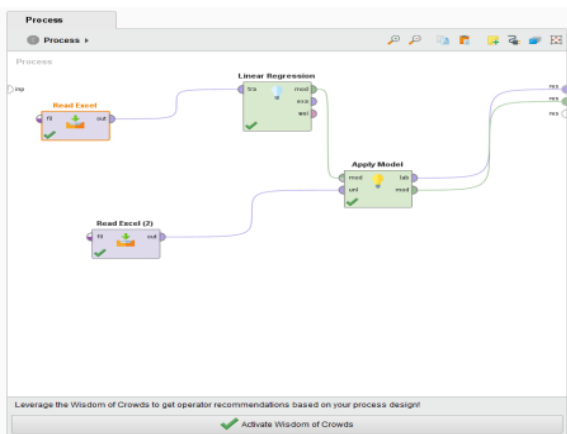 Process
Process
Process
inp
Read Excel
fil
out
Linear Regression
tra
mod
exa
wei
Apply Model
mod
lab
unl
mod
Read Excel (2)
fil
out
res
res
res
Leverage the Wisdom of Crowds to get operator recommendations based on your process design!
Activate Wisdom of Crowds